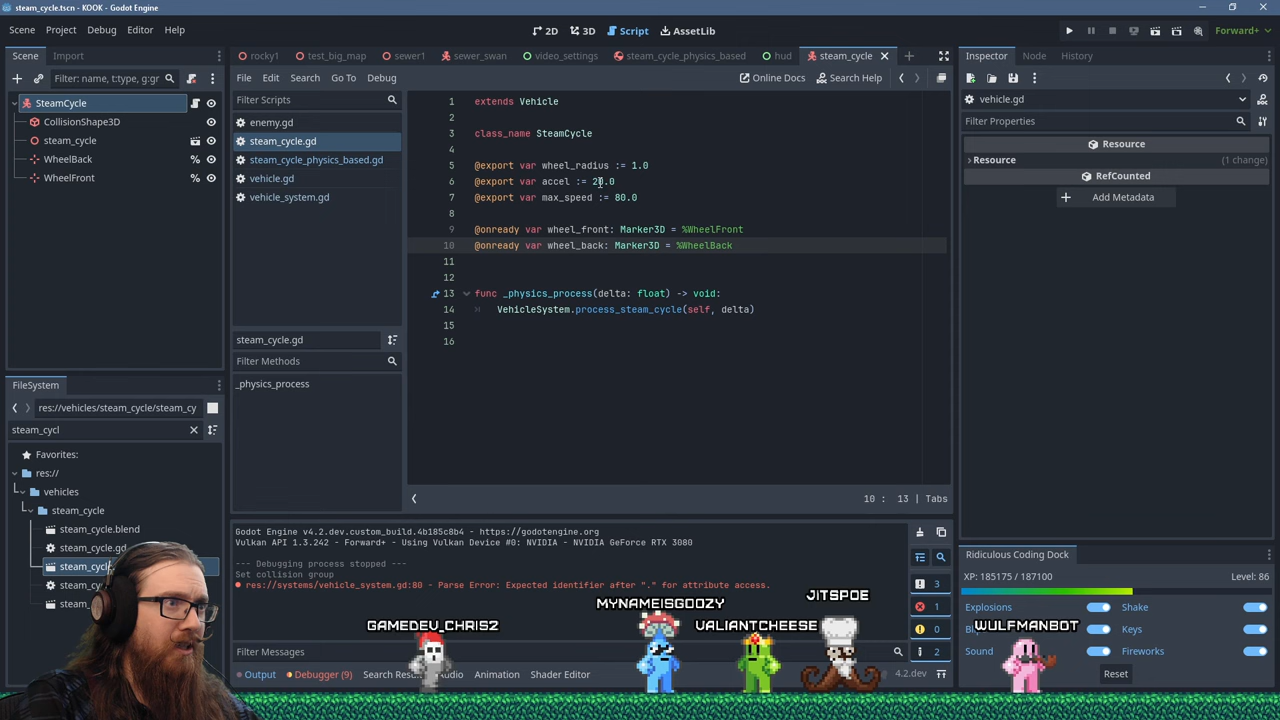 steam_cycle.tscn - KOOK - Godot Engine
Scene Project Debug Editor Help
2D 3D Script AssetLib
Forward+
Scene Import
Filter: name, t:type, g:gr
SteamCycle
CollisionShape3D
steam_cycle
WheelBack
WheelFront
FileSystem
res://vehicles/steam_cycle/steam_cy
steam_cycl
Favorites:
res://
vehicles
steam_cycle
steam_cycle.blend
steam_cycle.gd
steam_cycl
steam_cy
steam_
rocky1 test_big_map sewer1 sewer_swan video_settings steam_cycle_physics_based hud steam_cycle
File Edit Search Go To Debug
Online Docs Search Help
Filter Scripts
enemy.gd
steam_cycle.gd
steam_cycle_physics_based.gd
vehicle.gd
vehicle_system.gd
steam_cycle.gd
Filter Methods
_physics_process
1 extends Vehicle
2
3 class_name SteamCycle
4
5 @export var wheel_radius := 1.0
6 @export var accel := 20.0
7 @export var max_speed := 80.0
8
9 @onready var wheel_front: Marker3D = %WheelFront
10 @onready var wheel_back: Marker3D = %WheelBack
11
12
13 func _physics_process(delta: float) -> void:
14 VehicleSystem.process_steam_cycle(self, delta)
15
16
10 : 13 | Tabs
Godot Engine v4.2.dev.custom_build.4b185c8b4 - https://godotengine.org
Vulkan API 1.3.242 - Forward+ - Using Vulkan Device #0: NVIDIA - NVIDIA GeForce RTX 3080
--- Debugging process stopped ---
Set collision group
res://systems/vehicle_system.gd:80 - Parse Error: Expected identifier after "." for attribute access.
3
1
0
2
Filter Messages
Output Debugger (9) Search Res Audio Animation Shader Editor
4.2.dev
Inspector Node History
vehicle.gd
Filter Properties
Resource
Resource (1 change)
RefCounted
Add Metadata
Ridiculous Coding Dock
XP: 185175 / 187100 Level: 86
Explosions Shake
Keys
Sound Fireworks
Reset
GAMEDEV_CHRISZ
MYNAMEISGOOZY
VALIANTCHEESE
JITSPOE
WULFMANBOT